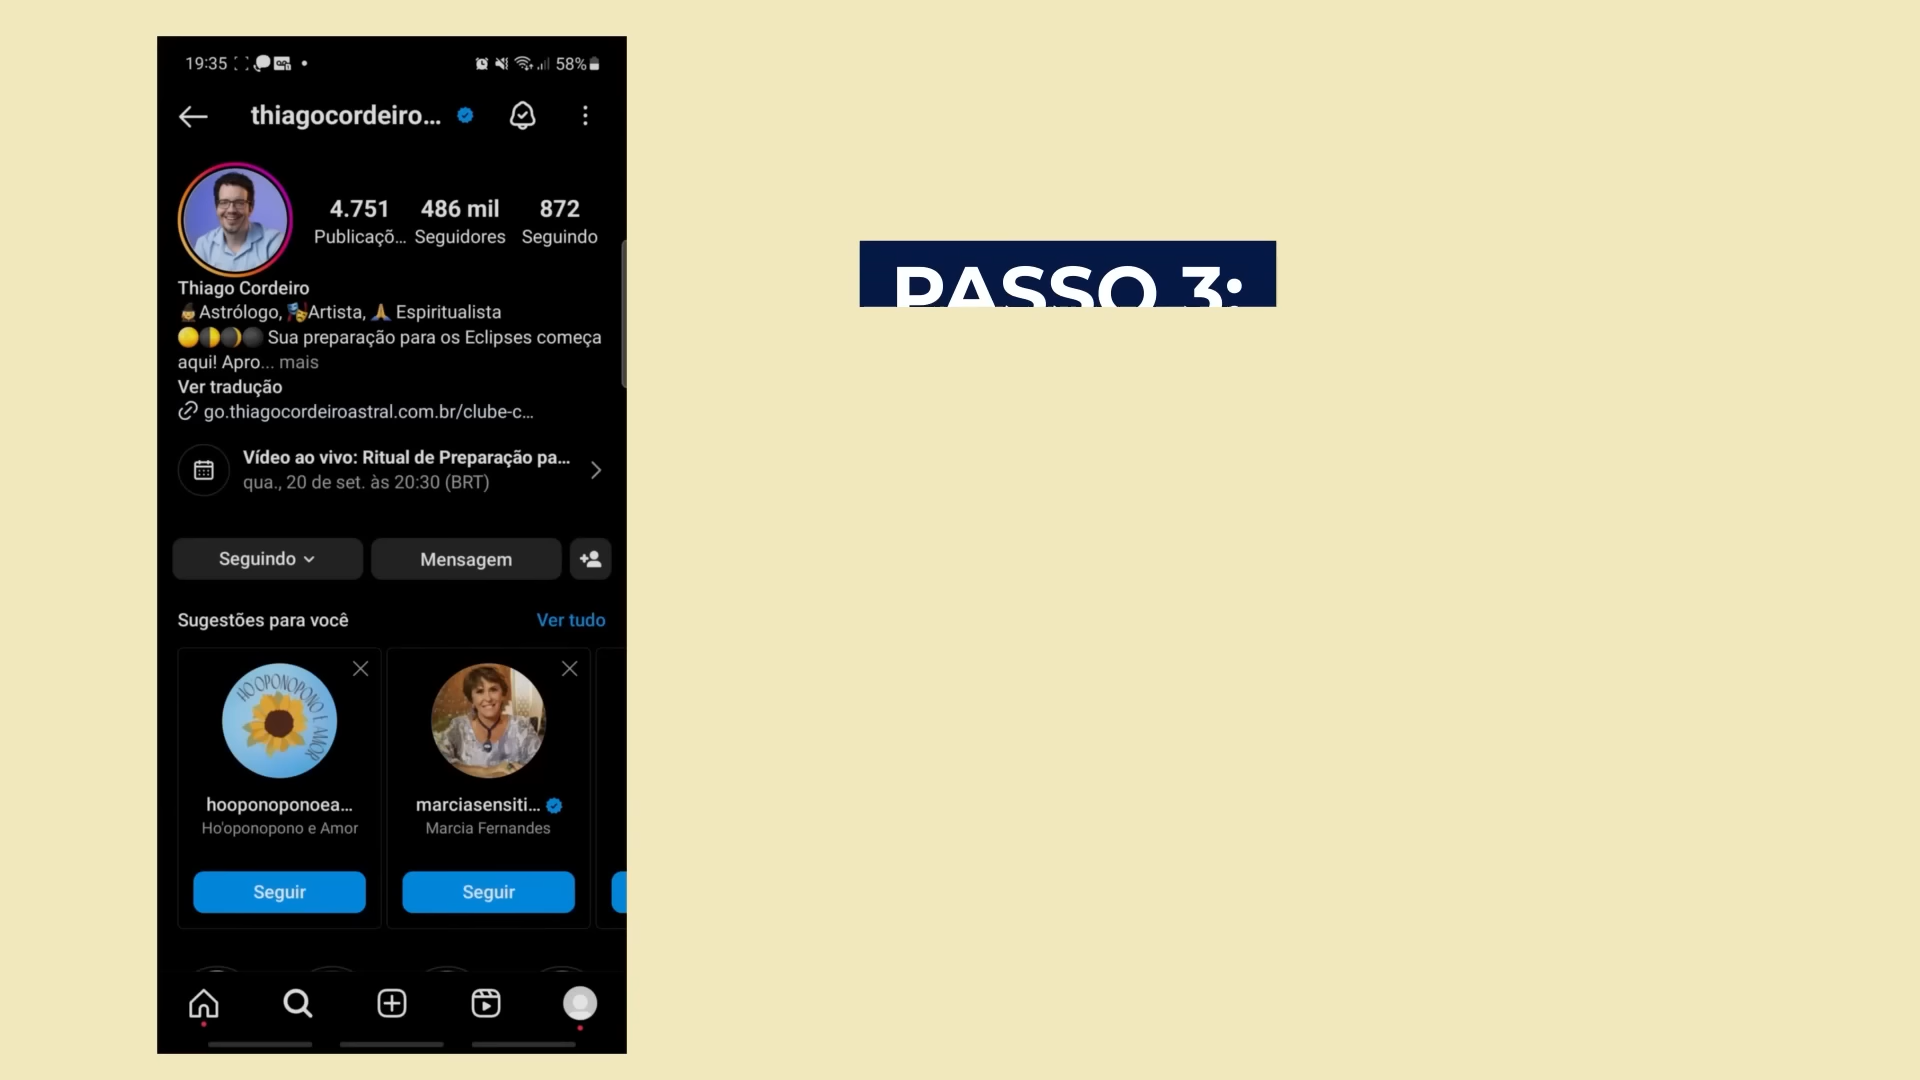 19:35 58%
thiagocordeiro...
4.751 486 mil 872
Publicaçõ... Seguidores Seguindo
Thiago Cordeiro
Astrólogo, Artista, Espiritualista
Sua preparação para os Eclipses começa
aqui! Apro... mais
Ver tradução
go.thiagocordeiroastral.com.br/clube-c...
Vídeo ao vivo: Ritual de Preparação pa...
qua., 20 de set. às 20:30 (BRT)
Seguindo Mensagem
Sugestões para você Ver tudo
HO'OPONOPONO E AMOR
hooponoponoea... marciasensiti...
Ho'oponopono e Amor Marcia Fernandes
Seguir Seguir
PASSO 3: